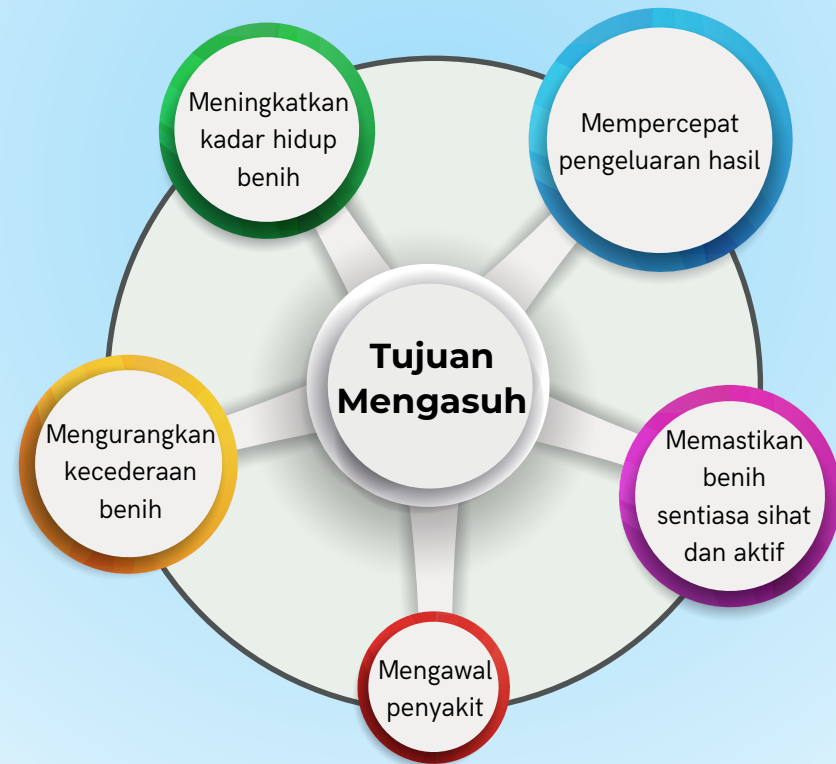 Tujuan
Mengasuh
Meningkatkan
kadar hidup
benih
Mempercepat
pengeluaran hasil
Memastikan
benih
sentiasa sihat
dan aktif
Mengawal
penyakit
Mengurangkan
kecederaan
benih